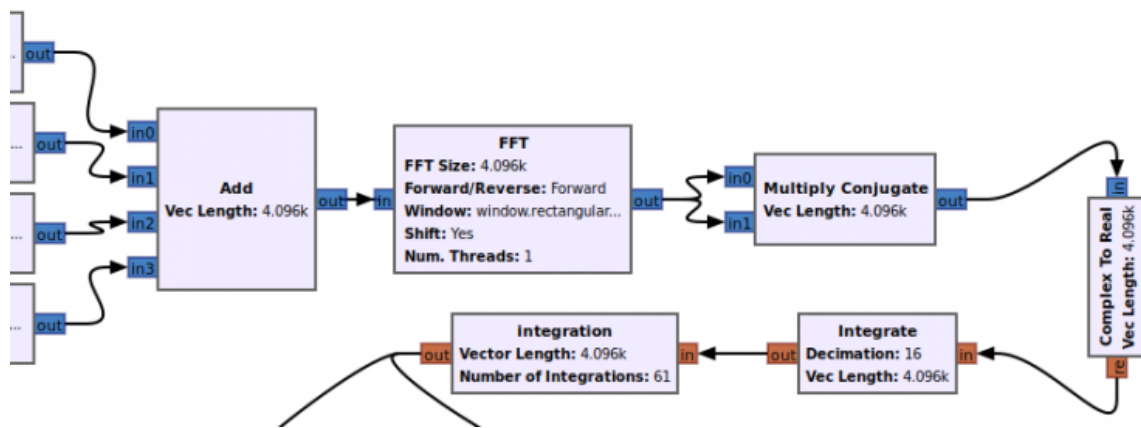 out
...
out
...
out
...
out
in0
in1
in2
in3
Add
Vec Length: 4.096k
out
in
FFT
FFT Size: 4.096k
Forward/Reverse: Forward
Window: window.rectangular...
Shift: Yes
Num. Threads: 1
out
in0
in1
Multiply Conjugate
Vec Length: 4.096k
out
in
Complex To Real
Vec Length: 4.096k
re
in
Integrate
Decimation: 16
Vec Length: 4.096k
out
in
integration
Vector Length: 4.096k
Number of Integrations: 61
out